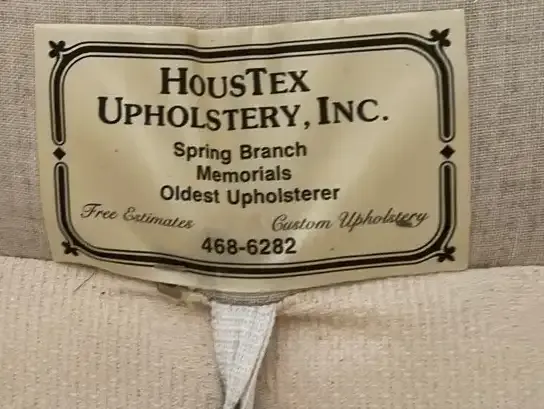 HOUSTEX
UPHOLSTERY, INC.
Spring Branch
Memorials
Oldest Upholsterer
Free Estimates Custom Upholstery
468-6282